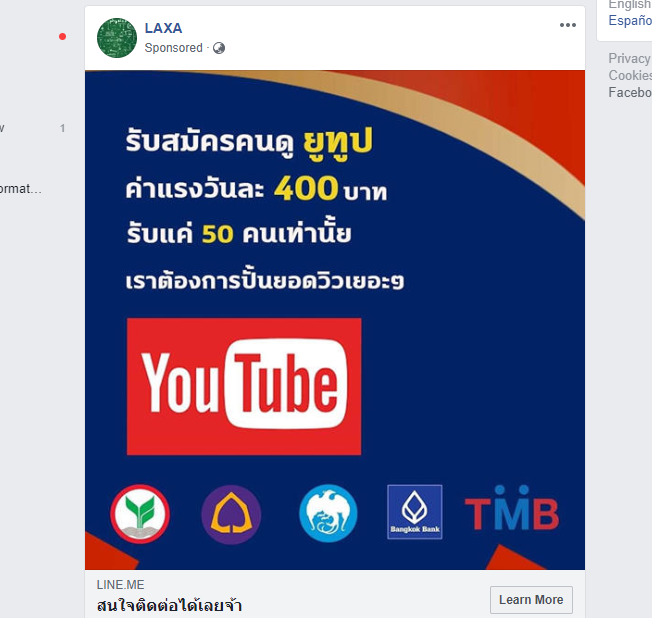 English
Españo
LAXA
Sponsored ·
Privacy
Cookies
Facebo
w
1
ormat...
รับสมัครคนดู ยูทูป
ค่าแรงวันละ 400 บาท
รับแค่ 50 คนเท่านั้ย
เราต้องการปั้นยอดวิวเยอะๆ
YouTube
Bangkok Bank
TMB
LINE.ME
สนใจติดต่อได้เลยจ้า
Learn More